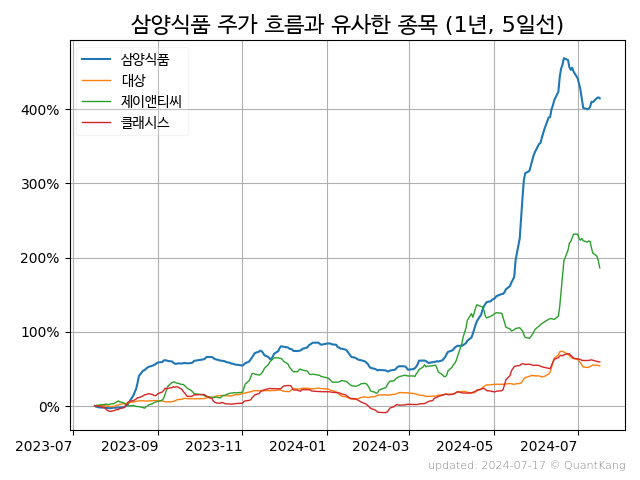 삼양식품 주가 흐름과 유사한 종목 (1년, 5일선)
삼양식품
대상
제이앤티씨
클래시스
400%
300%
200%
100%
0%
2023-07 2023-09 2023-11 2024-01 2024-03 2024-05 2024-07
updated: 2024-07-17 © QuantKang